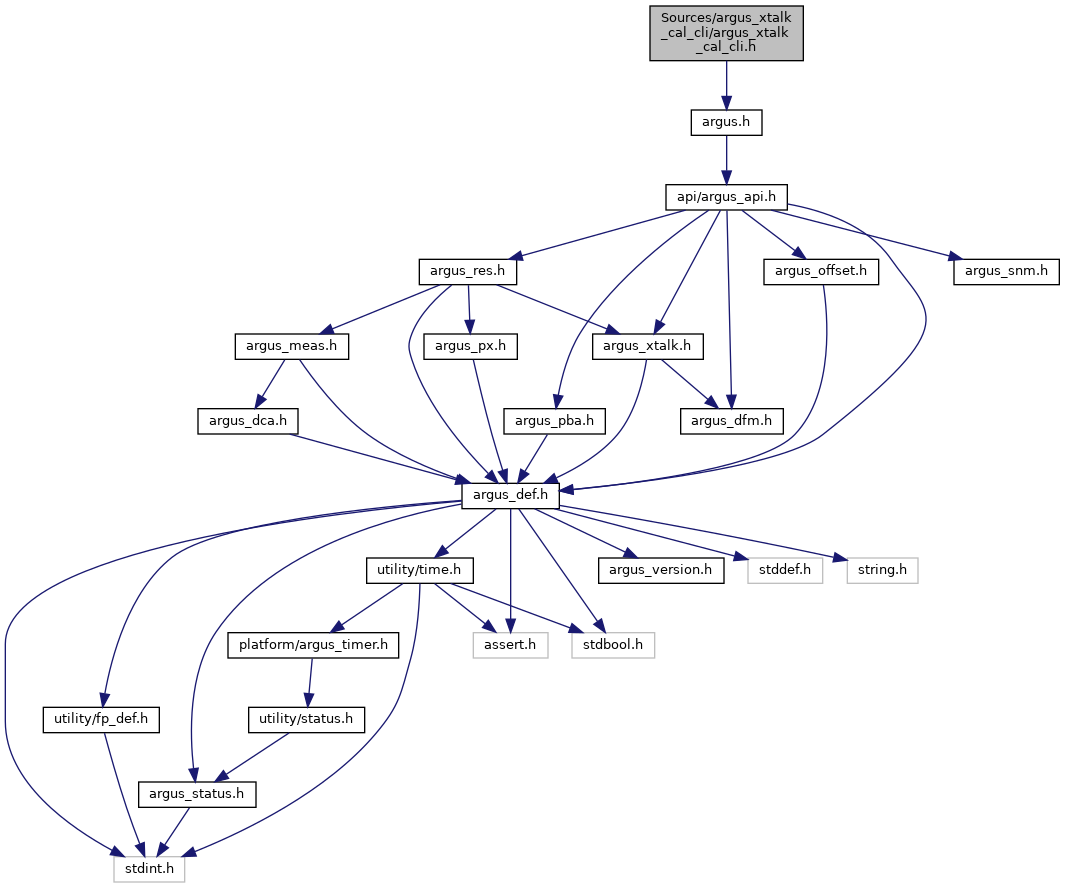 Sources/argus_xtalk
_cal_cli/argus_xtalk
_cal_cli.h
argus.h
api/argus_api.h
argus_res.h
argus_offset.h
argus_snm.h
argus_meas.h
argus_px.h
argus_xtalk.h
argus_dca.h
argus_pba.h
argus_dfm.h
argus_def.h
utility/time.h
argus_version.h
stddef.h
string.h
platform/argus_timer.h
assert.h
stdbool.h
utility/fp_def.h
utility/status.h
argus_status.h
stdint.h